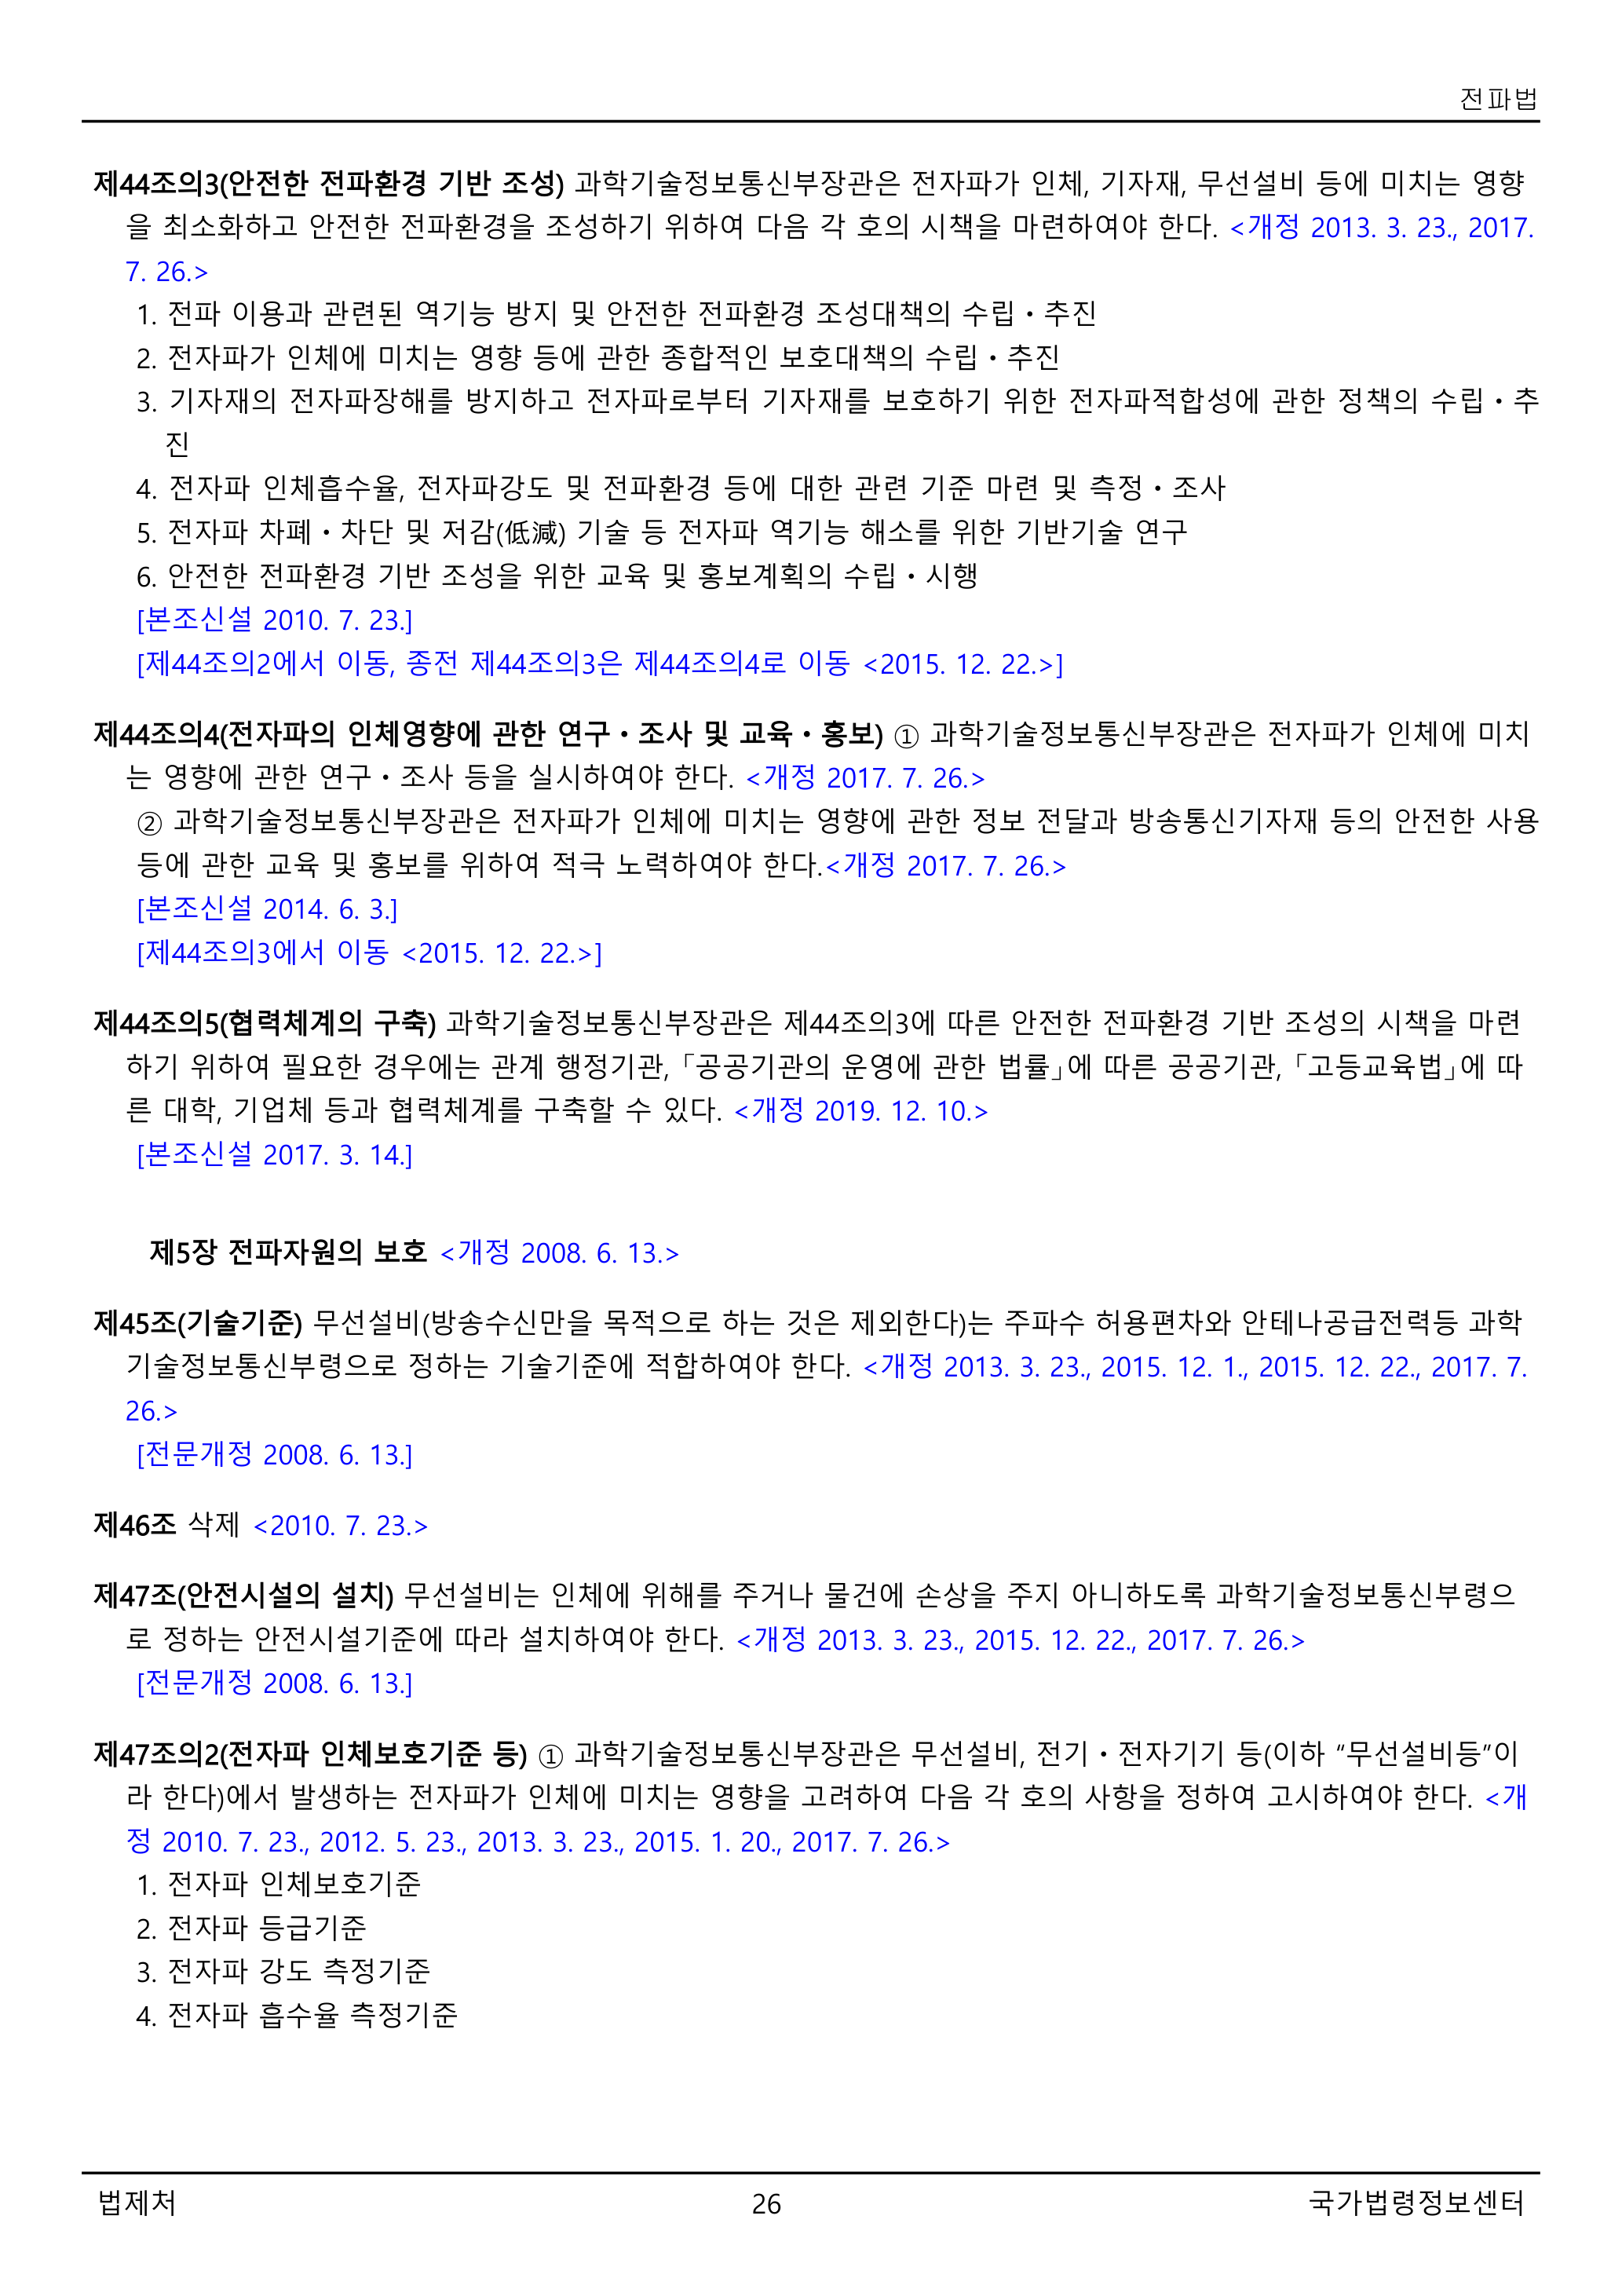 전파법
제44조의3(안전한 전파환경 기반 조성) 과학기술정보통신부장관은 전자파가 인체, 기자재, 무선설비 등에 미치는 영향
을 최소화하고 안전한 전파환경을 조성하기 위하여 다음 각 호의 시책을 마련하여야 한다. <개정 2013. 3. 23., 2017.
7. 26.>
1. 전파 이용과 관련된 역기능 방지 및 안전한 전파환경 조성대책의 수립ㆍ추진
2. 전자파가 인체에 미치는 영향 등에 관한 종합적인 보호대책의 수립ㆍ추진
3. 기자재의 전자파장해를 방지하고 전자파로부터 기자재를 보호하기 위한 전자파적합성에 관한 정책의 수립ㆍ추
진
4. 전자파 인체흡수율, 전자파강도 및 전파환경 등에 대한 관련 기준 마련 및 측정ㆍ조사
5. 전자파 차폐ㆍ차단 및 저감(低減) 기술 등 전자파 역기능 해소를 위한 기반기술 연구
6. 안전한 전파환경 기반 조성을 위한 교육 및 홍보계획의 수립ㆍ시행
[본조신설 2010. 7. 23.]
[제44조의2에서 이동, 종전 제44조의3은 제44조의4로 이동 <2015. 12. 22.>]
제44조의4(전자파의 인체영향에 관한 연구ㆍ조사 및 교육ㆍ홍보) ① 과학기술정보통신부장관은 전자파가 인체에 미치
는 영향에 관한 연구ㆍ조사 등을 실시하여야 한다. <개정 2017. 7. 26.>
② 과학기술정보통신부장관은 전자파가 인체에 미치는 영향에 관한 정보 전달과 방송통신기자재 등의 안전한 사용
등에 관한 교육 및 홍보를 위하여 적극 노력하여야 한다.<개정 2017. 7. 26.>
[본조신설 2014. 6. 3.]
[제44조의3에서 이동 <2015. 12. 22.>]
제44조의5(협력체계의 구축) 과학기술정보통신부장관은 제44조의3에 따른 안전한 전파환경 기반 조성의 시책을 마련
하기 위하여 필요한 경우에는 관계 행정기관, 「공공기관의 운영에 관한 법률」에 따른 공공기관, 「고등교육법」에 따
른 대학, 기업체 등과 협력체계를 구축할 수 있다. <개정 2019. 12. 10.>
[본조신설 2017. 3. 14.]
제5장 전파자원의 보호 <개정 2008. 6. 13.>
제45조(기술기준) 무선설비(방송수신만을 목적으로 하는 것은 제외한다)는 주파수 허용편차와 안테나공급전력등 과학
기술정보통신부령으로 정하는 기술기준에 적합하여야 한다. <개정 2013. 3. 23., 2015. 12. 1., 2015. 12. 22., 2017. 7.
26.>
[전문개정 2008. 6. 13.]
제46조 삭제 <2010. 7. 23.>
제47조(안전시설의 설치) 무선설비는 인체에 위해를 주거나 물건에 손상을 주지 아니하도록 과학기술정보통신부령으
로 정하는 안전시설기준에 따라 설치하여야 한다. <개정 2013. 3. 23., 2015. 12. 22., 2017. 7. 26.>
[전문개정 2008. 6. 13.]
제47조의2(전자파 인체보호기준 등) ① 과학기술정보통신부장관은 무선설비, 전기ㆍ전자기기 등(이하 “무선설비등”이
라 한다)에서 발생하는 전자파가 인체에 미치는 영향을 고려하여 다음 각 호의 사항을 정하여 고시하여야 한다. <개
정 2010. 7. 23., 2012. 5. 23., 2013. 3. 23., 2015. 1. 20., 2017. 7. 26.>
1. 전자파 인체보호기준
2. 전자파 등급기준
3. 전자파 강도 측정기준
4. 전자파 흡수율 측정기준
법제처 26 국가법령정보센터